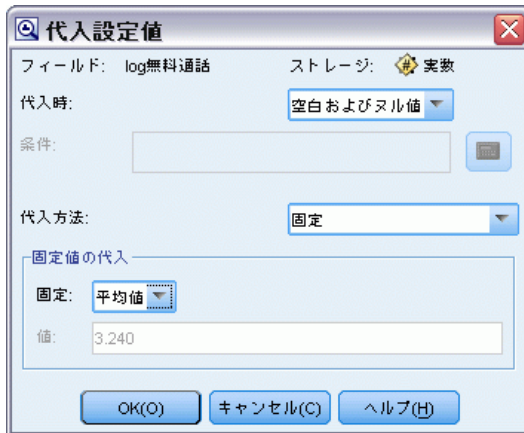 代入設定値
フィールド: log無料通話 ストレージ: 実数
代入時: 空白およびヌル値
条件:
代入方法: 固定
固定値の代入
固定: 平均値
値: 3.240
OK(O) キャンセル(C) ヘルプ(H)